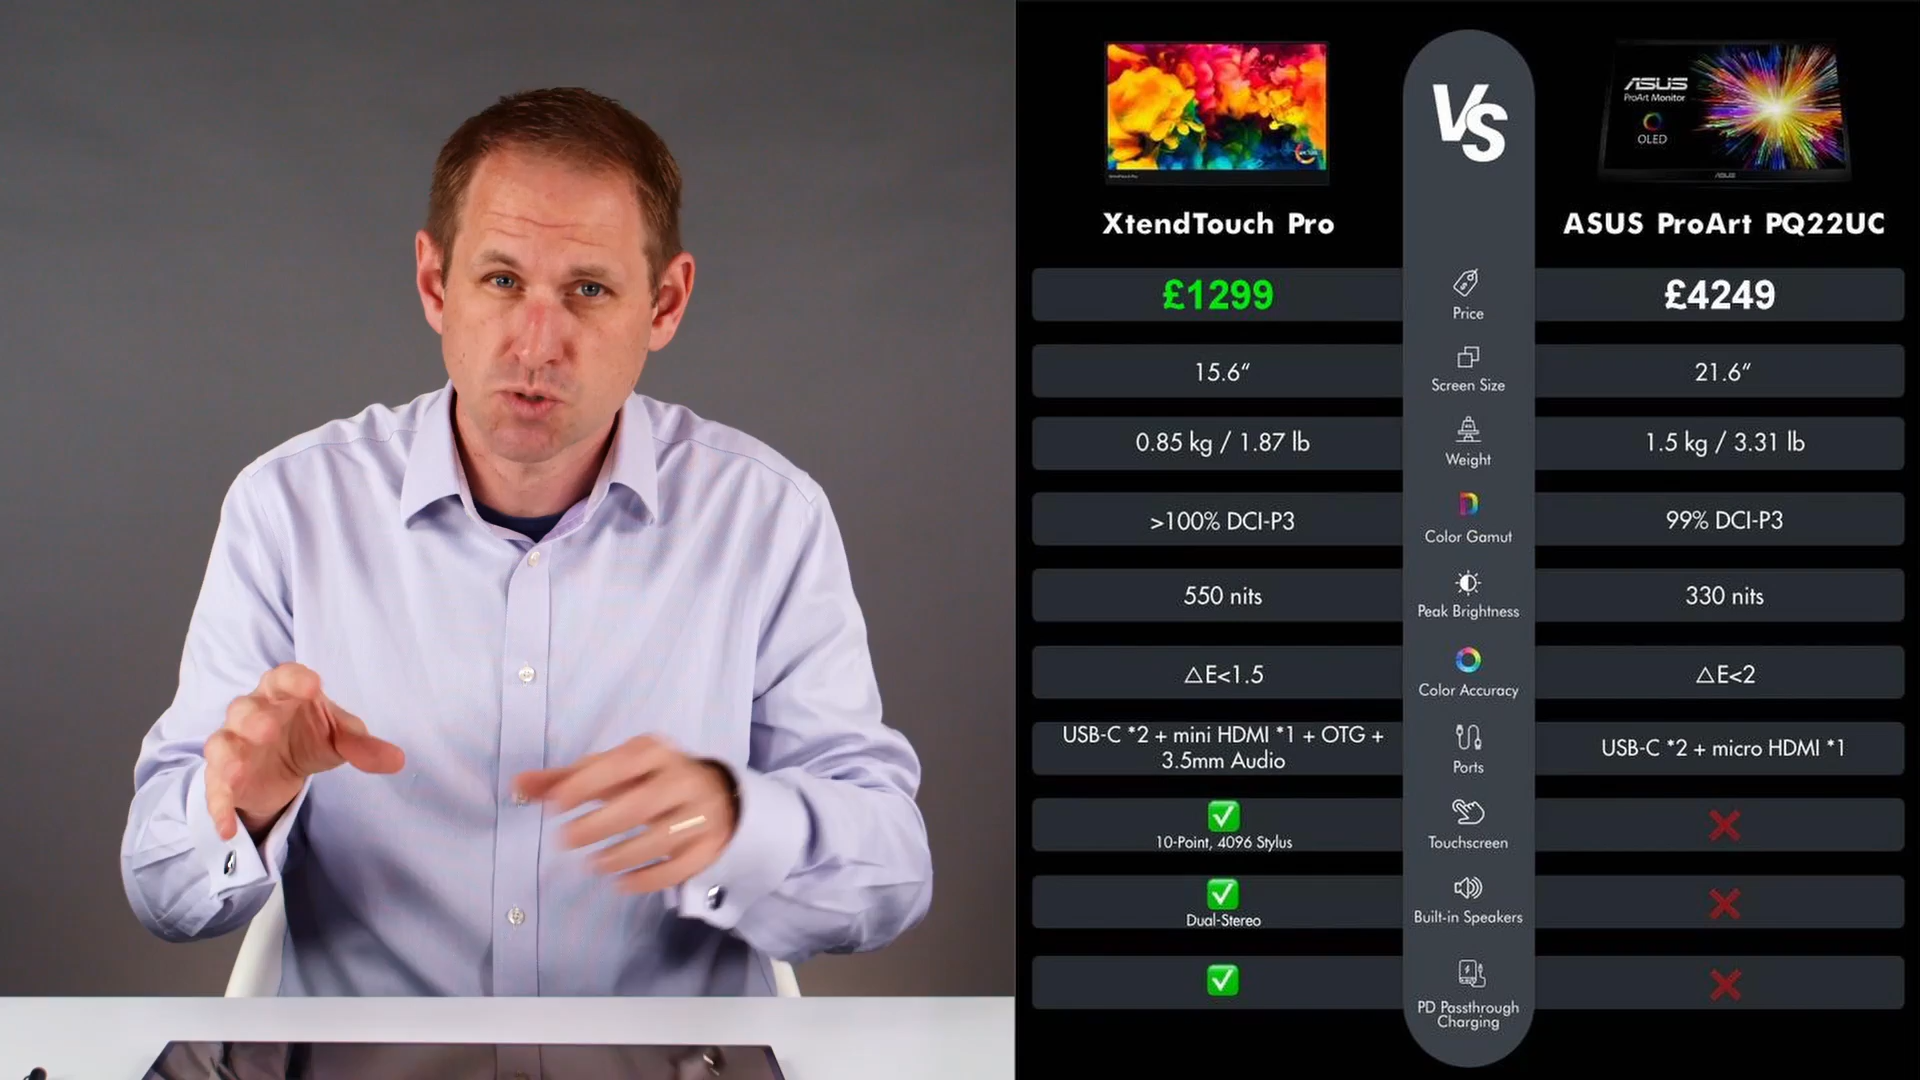 VS
ASUS
ProArt Monitor
OLED
ASUS
XtendTouch Pro
ASUS ProArt PQ22UC
£1299
Price
£4249
15.6“
Screen Size
21.6“
0.85 kg / 1.87 lb
Weight
1.5 kg / 3.31 lb
>100% DCI-P3
Color Gamut
99% DCI-P3
550 nits
Peak Brightness
330 nits
△E<1.5
Color Accuracy
△E<2
USB-C *2 + mini HDMI *1 + OTG +
3.5mm Audio
Ports
USB-C *2 + micro HDMI *1
10-Point, 4096 Stylus
Touchscreen
Dual-Stereo
Built-in Speakers
PD Passthrough
Charging